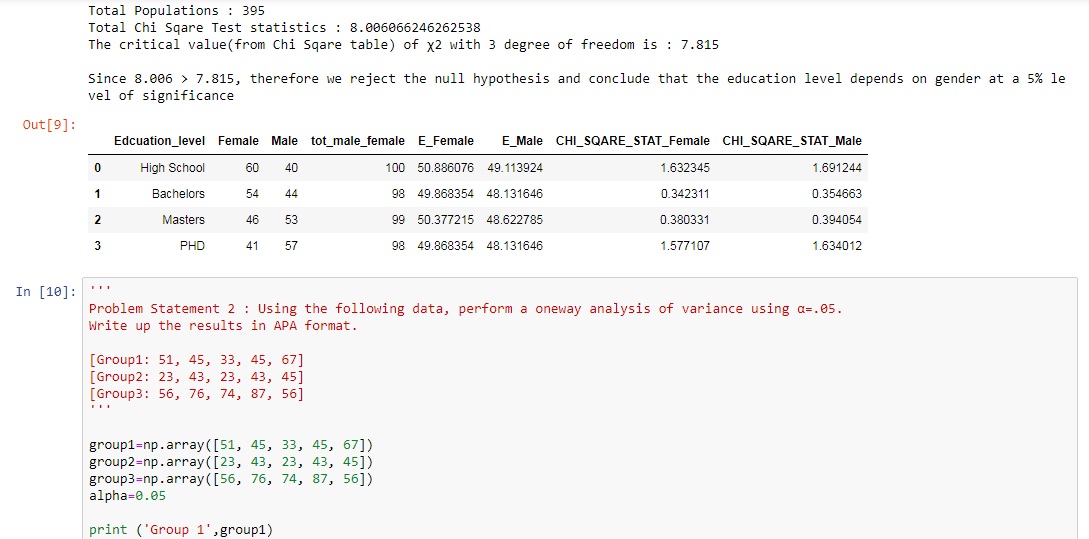 Total Populations : 395
Total Chi Sqare Test statistics : 8.006066246262538
The critical value(from Chi Sqare table) of χ2 with 3 degree of freedom is : 7.815
Since 8.006 > 7.815, therefore we reject the null hypothesis and conclude that the education level depends on gender at a 5% le
vel of significance
Out[9]:
Edcuation_level Female Male tot_male_female E_Female E_Male CHI_SQARE_STAT_Female CHI_SQARE_STAT_Male
0 High School 60 40 100 50.886076 49.113924 1.632345 1.691244
1 Bachelors 54 44 98 49.868354 48.131646 0.342311 0.354663
2 Masters 46 53 99 50.377215 48.622785 0.380331 0.394054
3 PHD 41 57 98 49.868354 48.131646 1.577107 1.634012
In [10]: '''
Problem Statement 2 : Using the following data, perform a oneway analysis of variance using α=.05.
Write up the results in APA format.
[Group1: 51, 45, 33, 45, 67]
[Group2: 23, 43, 23, 43, 45]
[Group3: 56, 76, 74, 87, 56]
'''
group1=np.array([51, 45, 33, 45, 67])
group2=np.array([23, 43, 23, 43, 45])
group3=np.array([56, 76, 74, 87, 56])
alpha=0.05
print ('Group 1',group1)